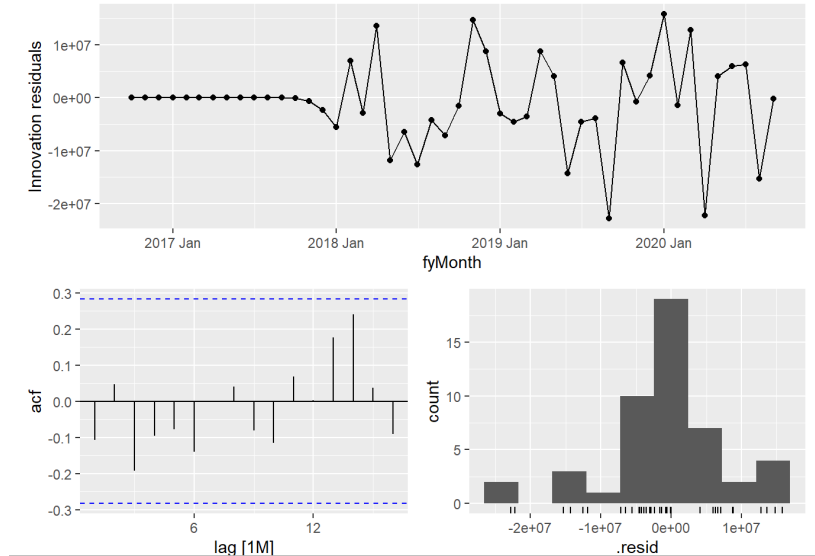 Innovation residuals
1e+07
0e+00
-1e+07
-2e+07
2017 Jan
2018 Jan
2019 Jan
2020 Jan
fyMonth
acf
0.3
0.2
0.1
0.0
-0.1
-0.2
-0.3
6
12
lag [1M]
count
15
10
5
0
-2e+07
-1e+07
0e+00
1e+07
.resid